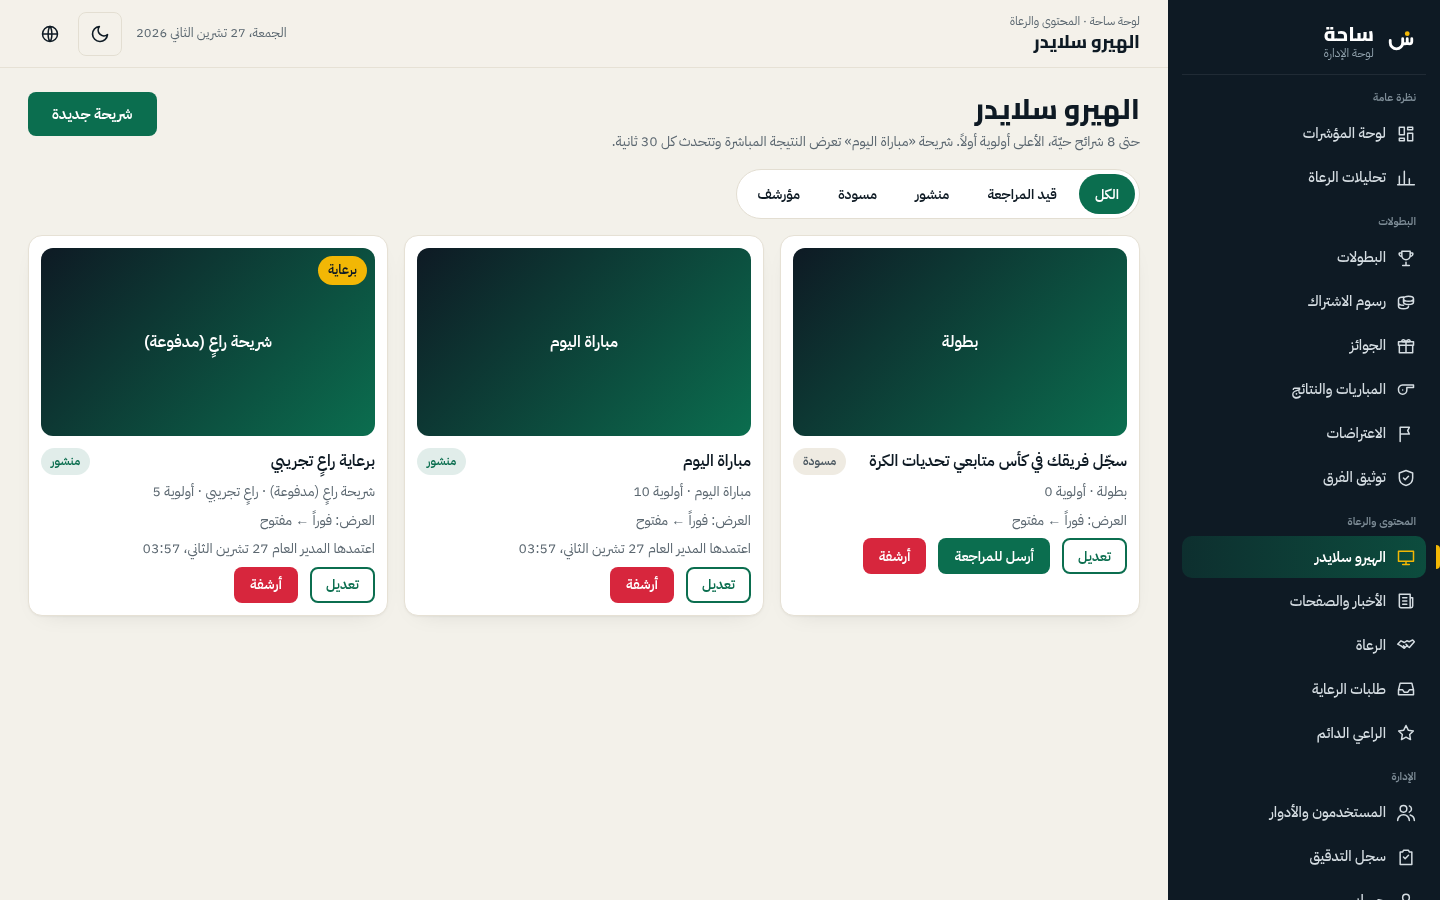 ساحة
لوحة الإدارة
نظرة عامة
لوحة المؤشرات
تحليلات الرعاة
البطولات
البطولات
رسوم الاشتراك
الجوائز
المباريات والنتائج
الاعتراضات
توثيق الفرق
المحتوى والرعاة
الهيرو سلايدر
الأخبار والصفحات
الرعاة
طلبات الرعاية
الراعي الدائم
الإدارة
المستخدمون والأدوار
سجل التدقيق
لوحة ساحة · المحتوى والرعاة
الهيرو سلايدر
الجمعة، 27 تشرين الثاني 2026
الهيرو سلايدر
حتى 8 شرائح حيّة، الأعلى أولوية أولاً. شريحة «مباراة اليوم» تعرض النتيجة المباشرة وتتحدث كل 30 ثانية.
شريحة جديدة
الكل
قيد المراجعة
منشور
مسودة
مؤرشف
بطولة
سجّل فريقك في كأس متابعي تحديات الكرة
مسودة
بطولة · أولوية 0
العرض: فوراً ← مفتوح
تعديل
أرسل للمراجعة
أرشفة
مباراة اليوم
مباراة اليوم
منشور
مباراة اليوم · أولوية 10
العرض: فوراً ← مفتوح
اعتمدها المدير العام 27 تشرين الثاني، 03:57
تعديل
أرشفة
برعاية
شريحة راعٍ (مدفوعة)
برعاية راعٍ تجريبي
منشور
شريحة راعٍ (مدفوعة) · راعٍ تجريبي · أولوية 5
العرض: فوراً ← مفتوح
اعتمدها المدير العام 27 تشرين الثاني، 03:57
تعديل
أرشفة